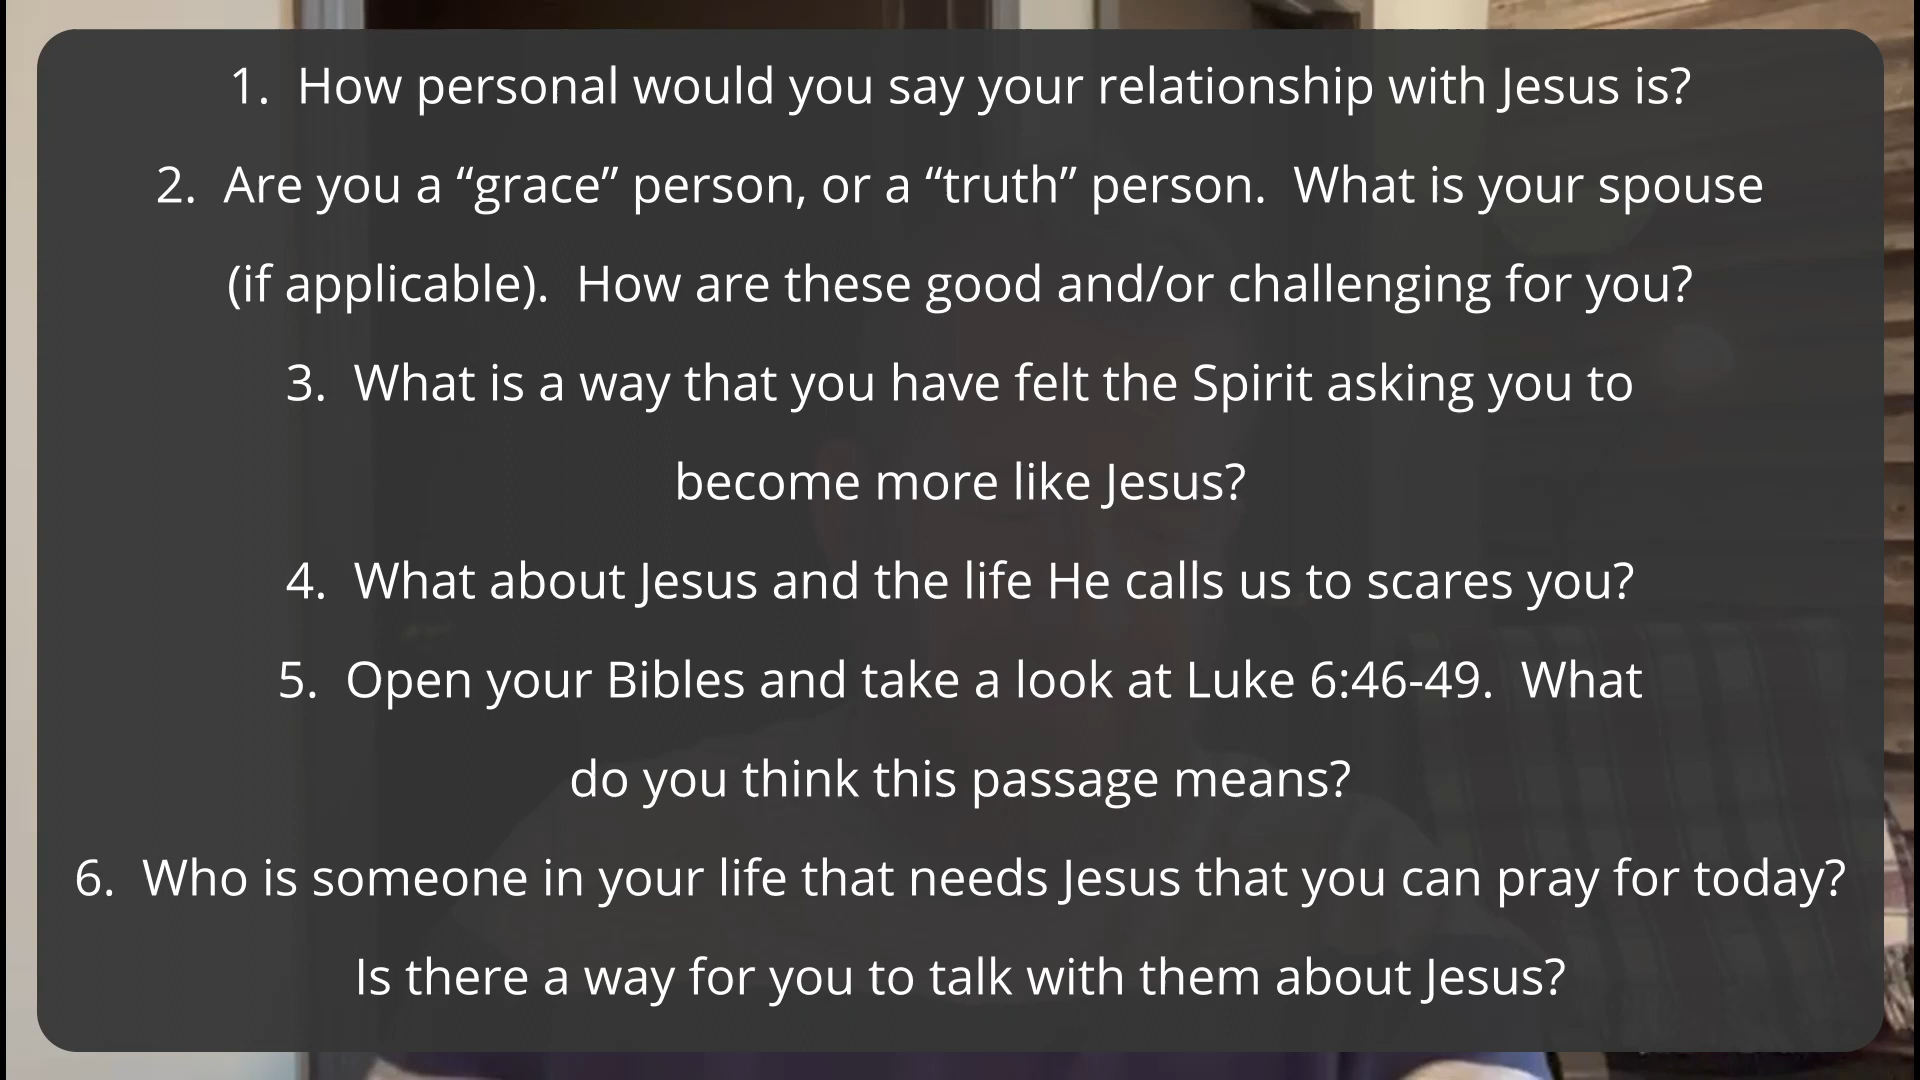 1.  How personal would you say your relationship with Jesus is?
2.  Are you a “grace” person, or a “truth” person.  What is your spouse
(if applicable).  How are these good and/or challenging for you?
3.  What is a way that you have felt the Spirit asking you to
become more like Jesus?
4.  What about Jesus and the life He calls us to scares you?
5.  Open your Bibles and take a look at Luke 6:46-49.  What
do you think this passage means?
6.  Who is someone in your life that needs Jesus that you can pray for today?
Is there a way for you to talk with them about Jesus?